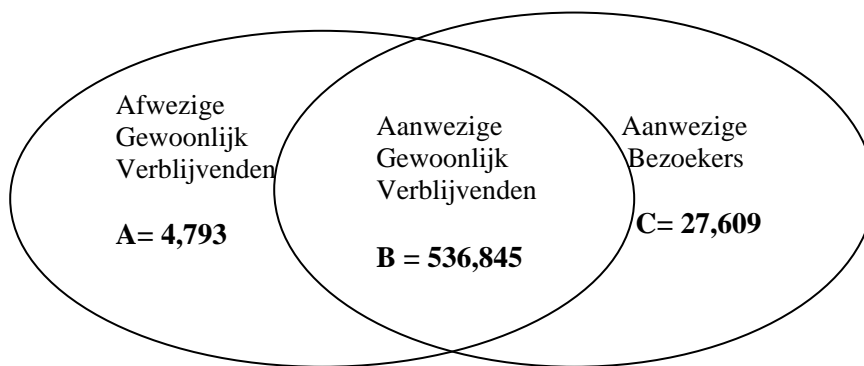 Afwezige
Gewoonlijk
Verblijvenden
A= 4,793
Aanwezige
Gewoonlijk
Verblijvenden
B = 536,845
Aanwezige
Bezoekers
C= 27,609